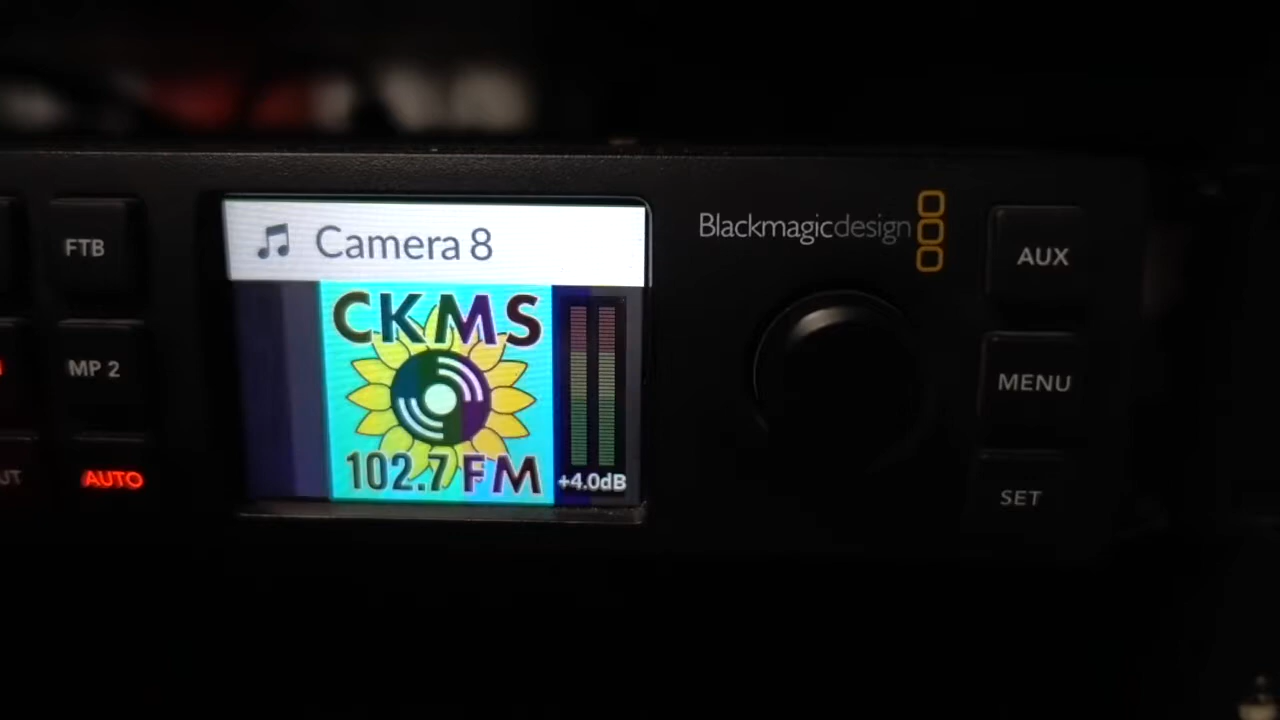 FTB
Camera 8
Blackmagicdesign
AUX
CKMS
MP 2
MENU
102.7 FM
+4.0dB
AUTO
SET